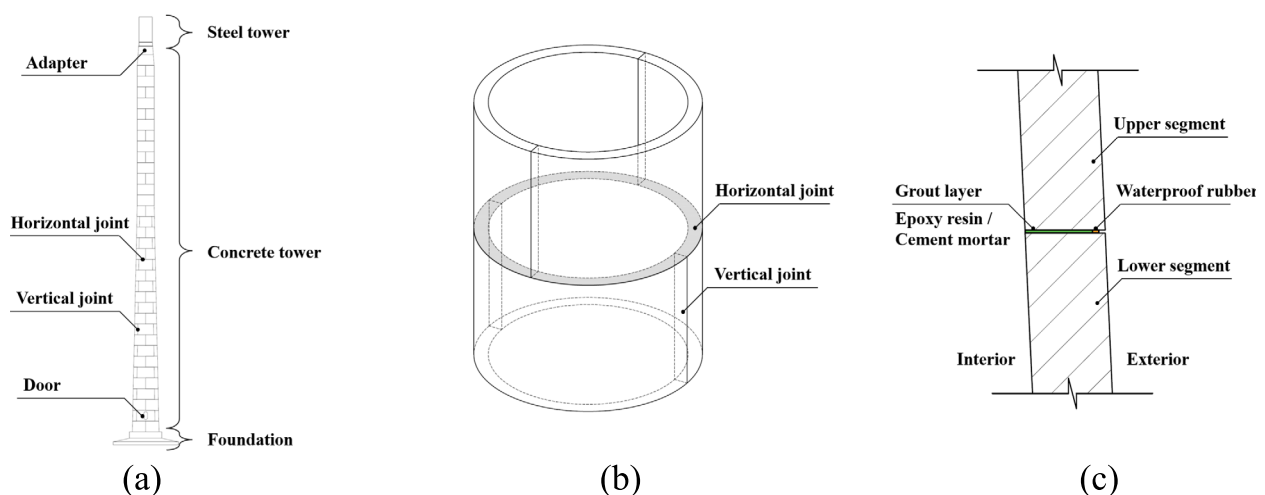 Steel tower
Adapter
Horizontal joint
Concrete tower
Vertical joint
Door
Foundation
(a)
Horizontal joint
Vertical joint
(b)
Upper segment
Grout layer
Waterproof rubber
Epoxy resin /
Cement mortar
Lower segment
Interior
Exterior
(c)